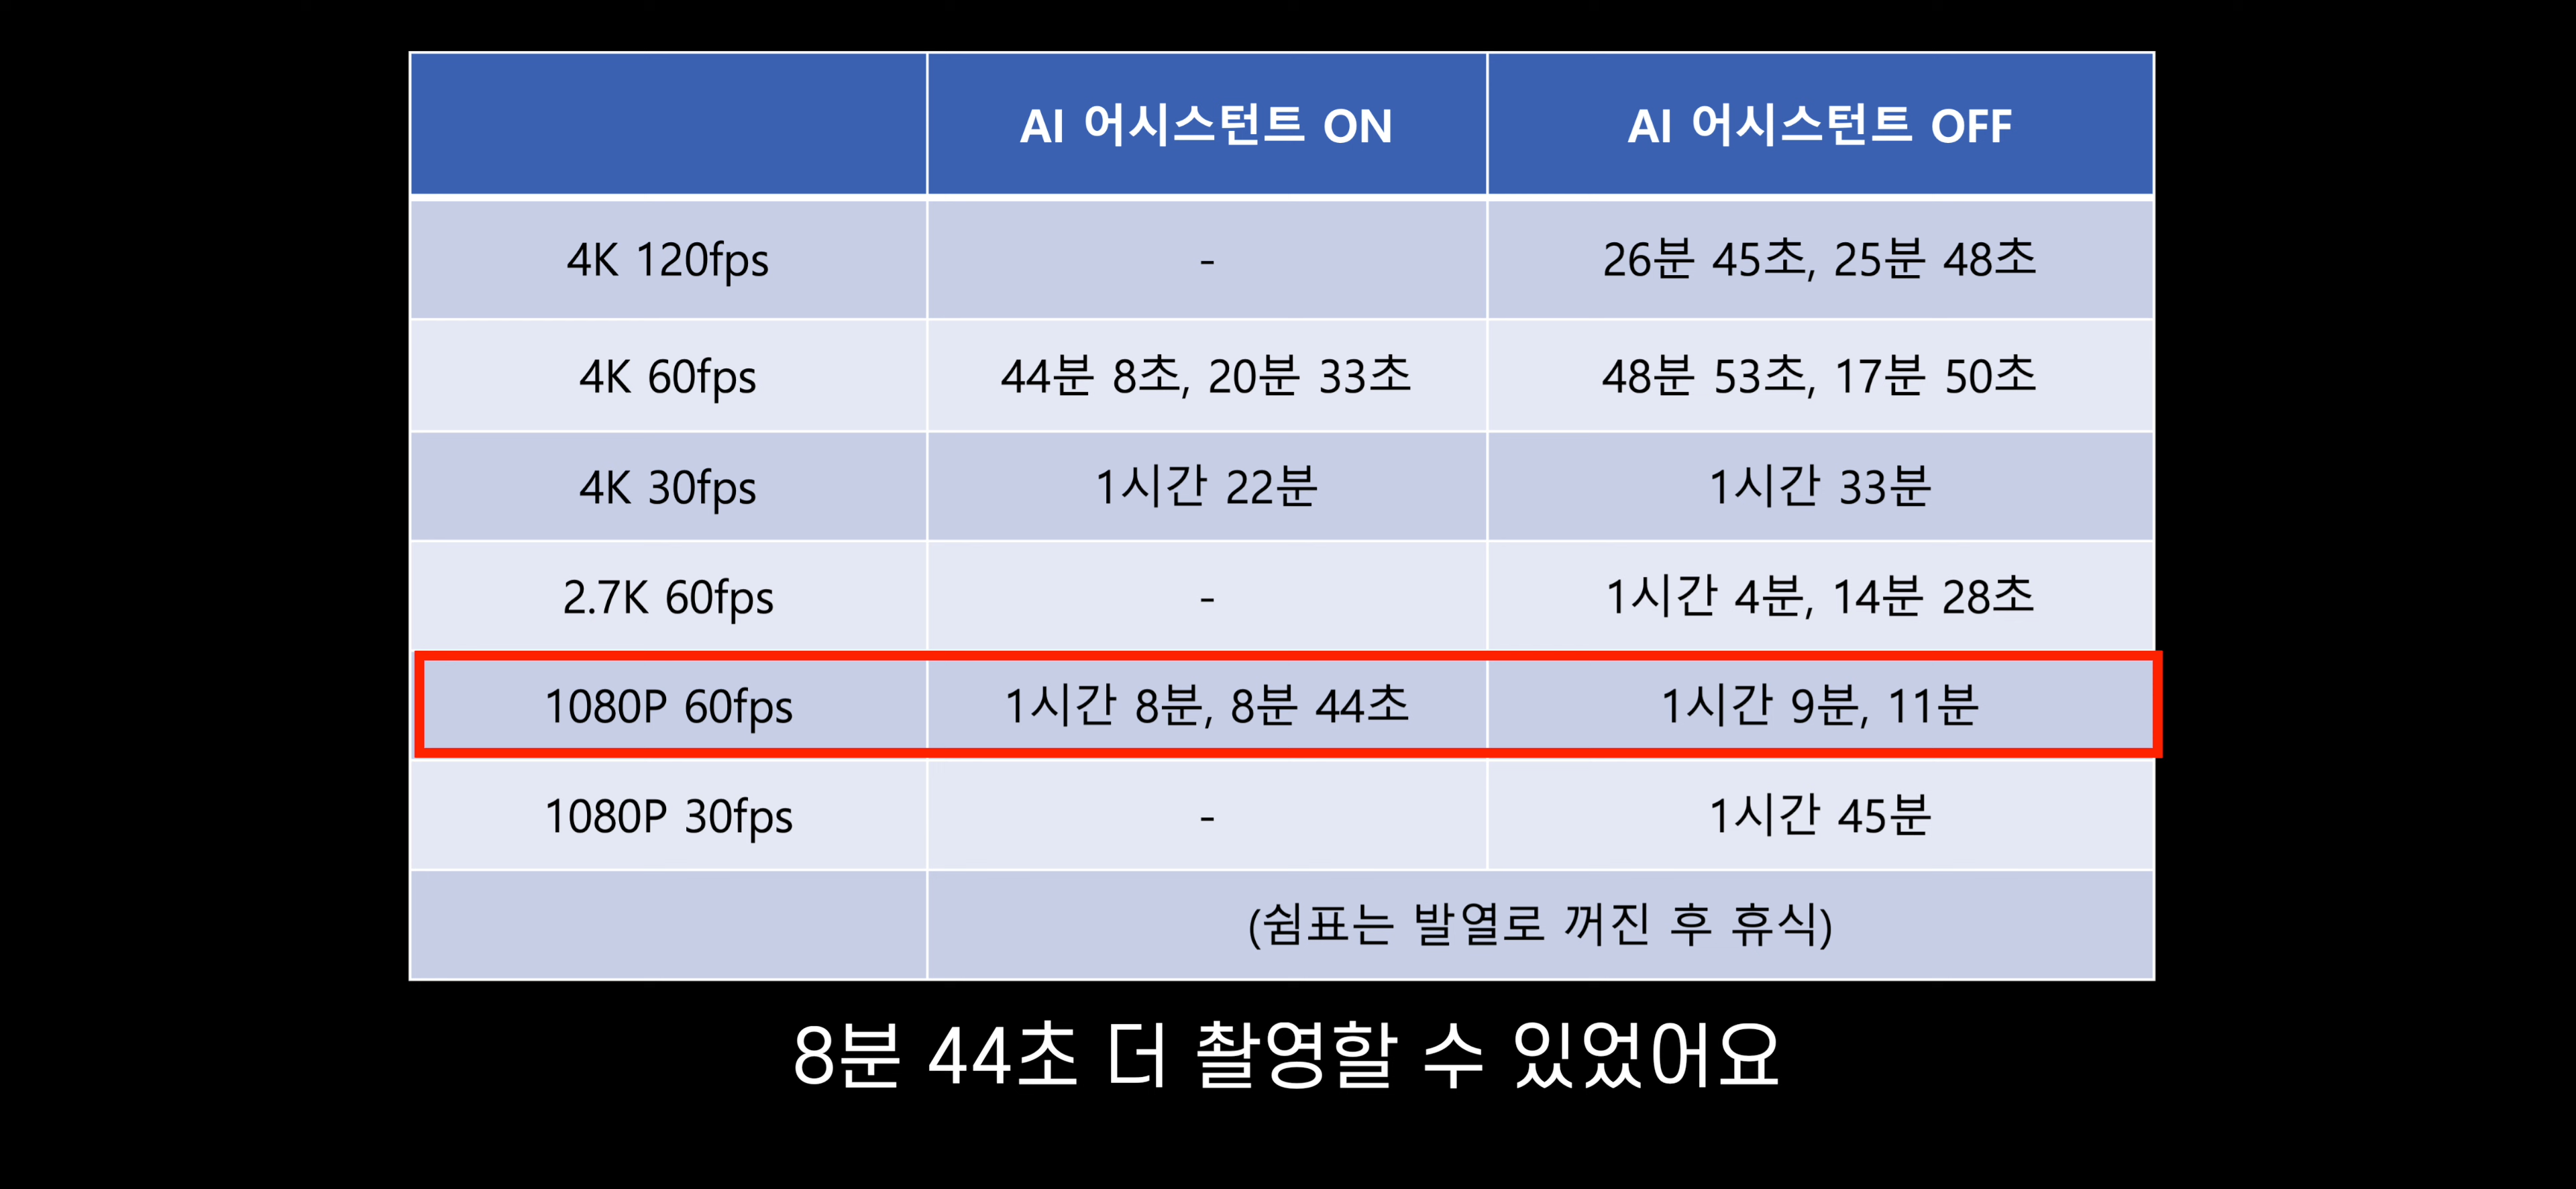 AI 어시스턴트 ON AI 어시스턴트 OFF
4K 120fps - 26분 45초, 25분 48초
4K 60fps 44분 8초, 20분 33초 48분 53초, 17분 50초
4K 30fps 1시간 22분 1시간 33분
2.7K 60fps - 1시간 4분, 14분 28초
1080P 60fps 1시간 8분, 8분 44초 1시간 9분, 11분
1080P 30fps - 1시간 45분
(쉼표는 발열로 꺼진 후 휴식)
8분 44초 더 촬영할 수 있었어요